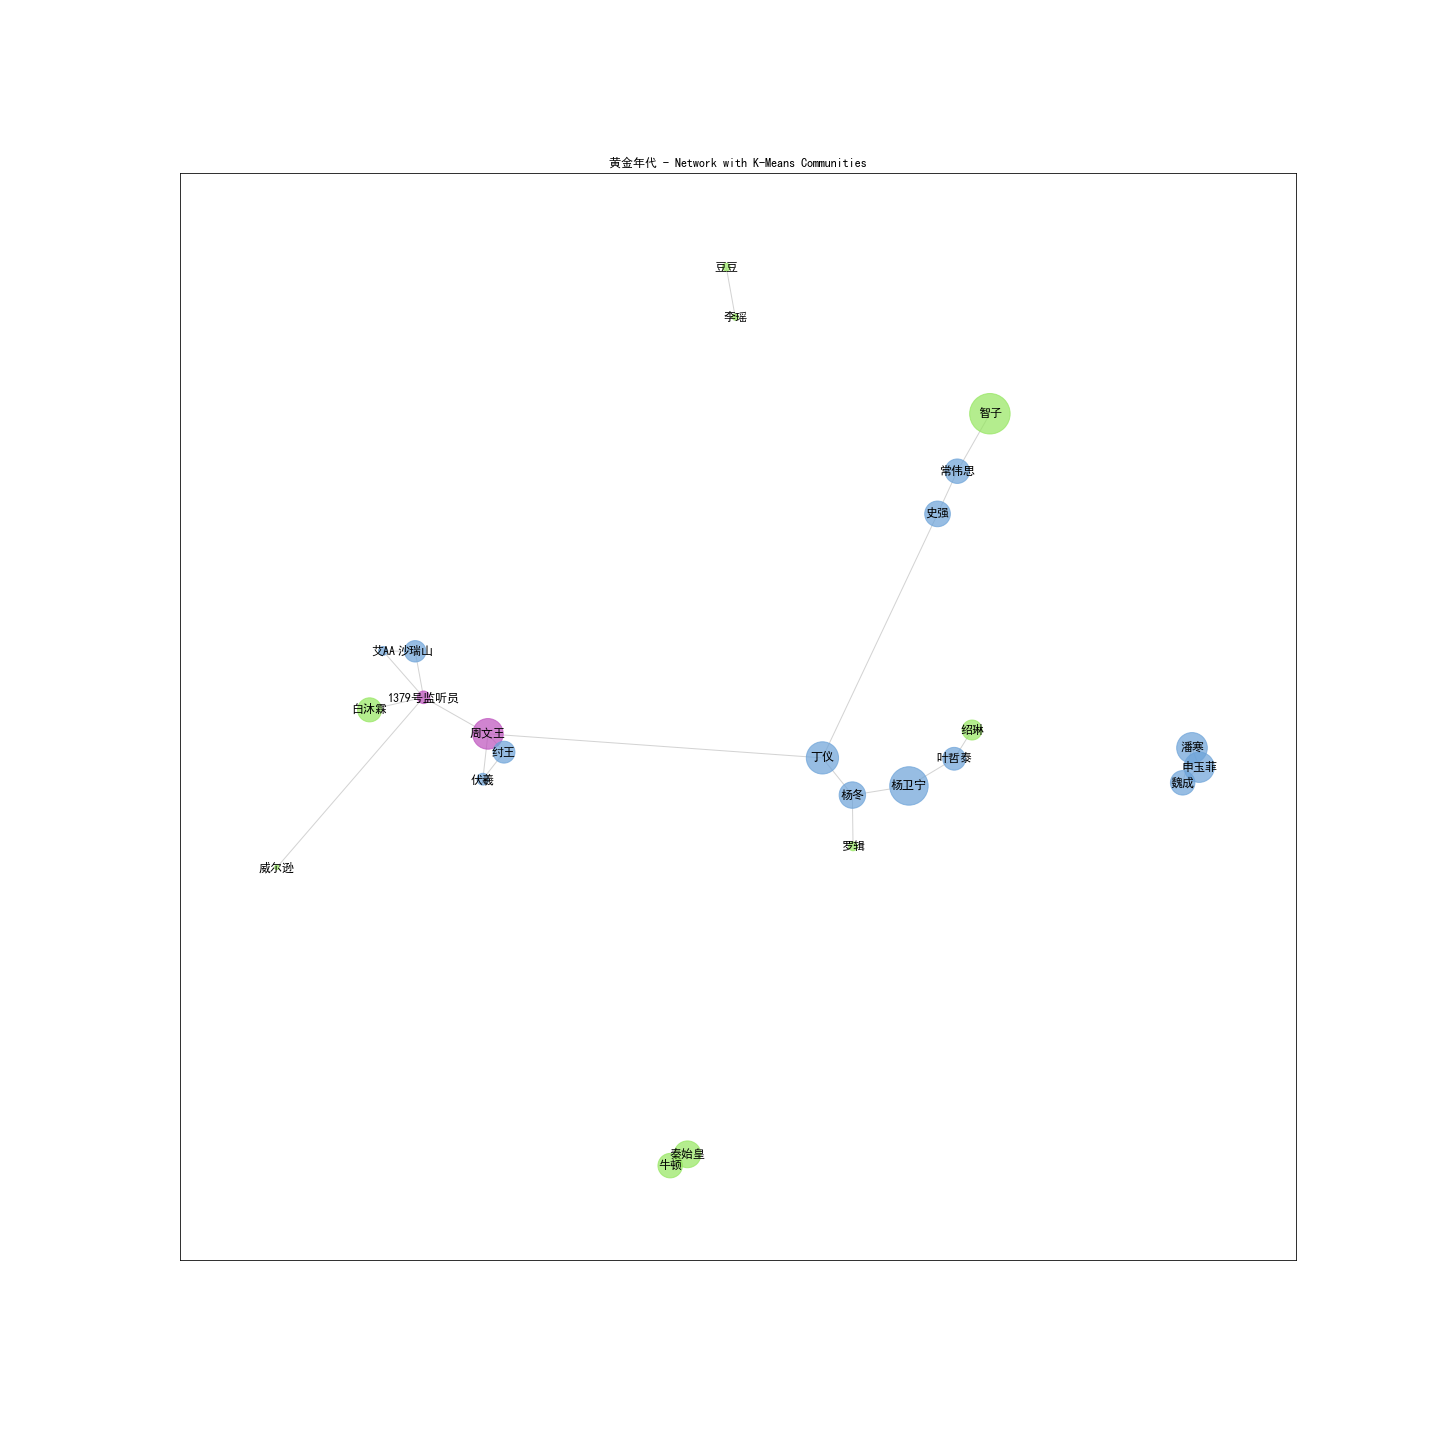 黄金年代 - Network with K-Means Communities
豆豆
李瑶
智子
常伟思
史强
艾AA
沙瑞山
1379号监听员
白沐霖
周文王
纣王
伏羲
丁仪
绍琳
叶哲泰
杨卫宁
杨冬
罗辑
潘寒
申玉菲
魏成
威尔逊
秦始皇
牛顿